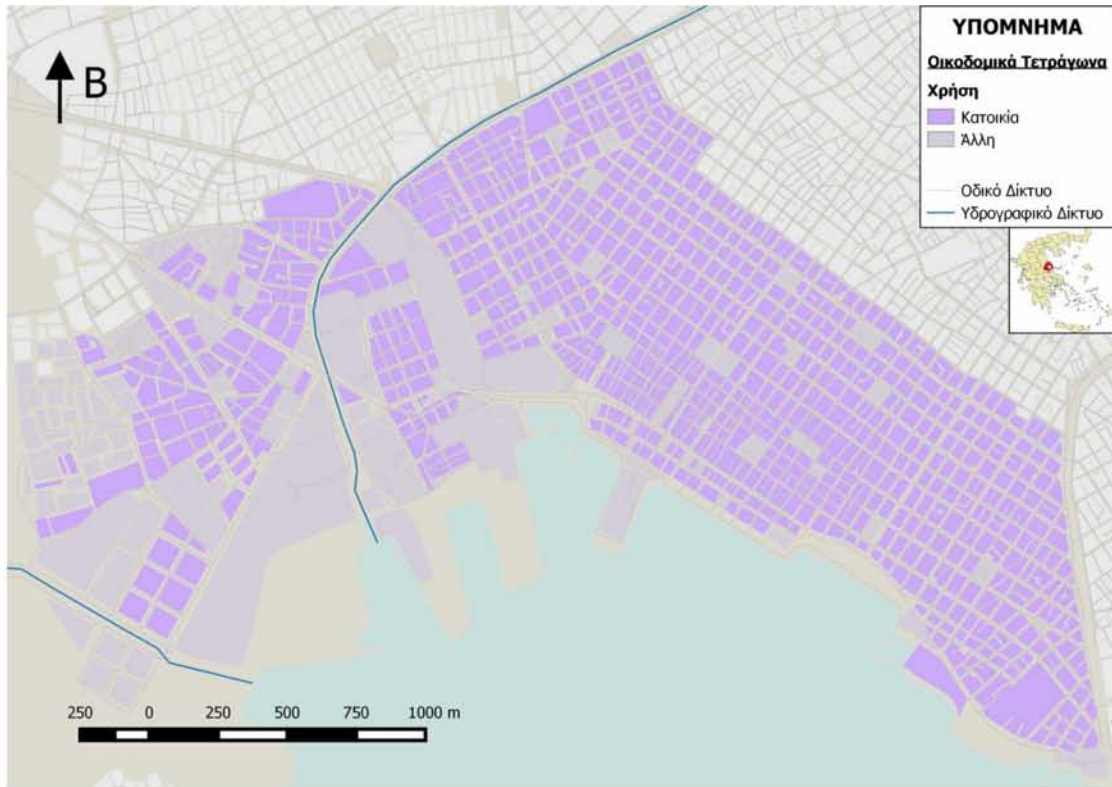 ΥΠΟΜΝΗΜΑ
Οικοδομικά Τετράγωνα
Χρήση
Κατοικία
Άλλη
Οδικό Δίκτυο
Υδρογραφικό Δίκτυο
Β
250 0 250 500 750 1000 m